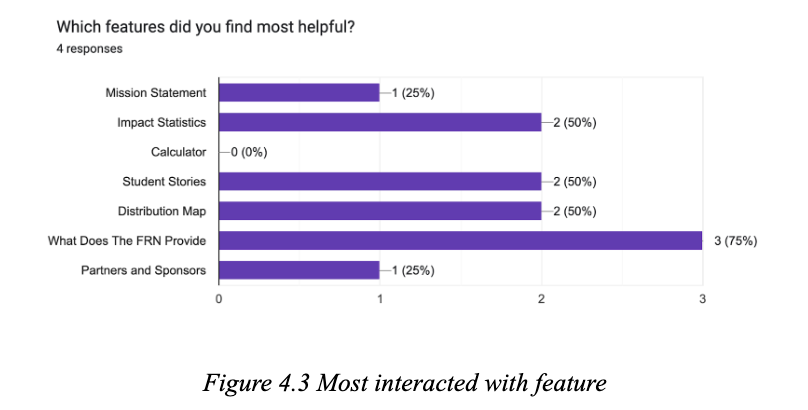 Which features did you find most helpful?
4 responses
Mission Statement 1 (25%)
Impact Statistics 2 (50%)
Calculator 0 (0%)
Student Stories 2 (50%)
Distribution Map 2 (50%)
What Does The FRN Provide 3 (75%)
Partners and Sponsors 1 (25%)
0 1 2 3
Figure 4.3 Most interacted with feature